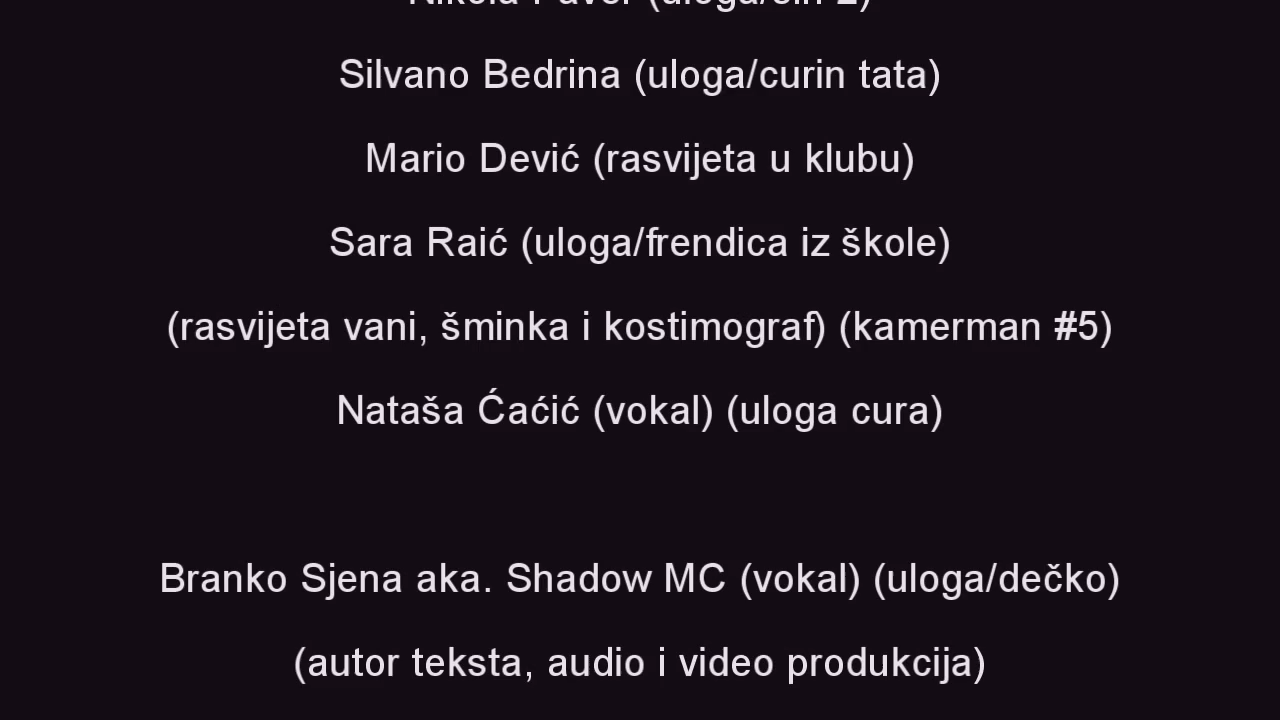 Silvano Bedrina (uloga/curin tata)
Mario Dević (rasvijeta u klubu)
Sara Raić (uloga/frendica iz škole)
(rasvijeta vani, šminka i kostimograf) (kamerman #5)
Nataša Ćaćić (vokal) (uloga cura)
Branko Sjena aka. Shadow MC (vokal) (uloga/dečko)
(autor teksta, audio i video produkcija)